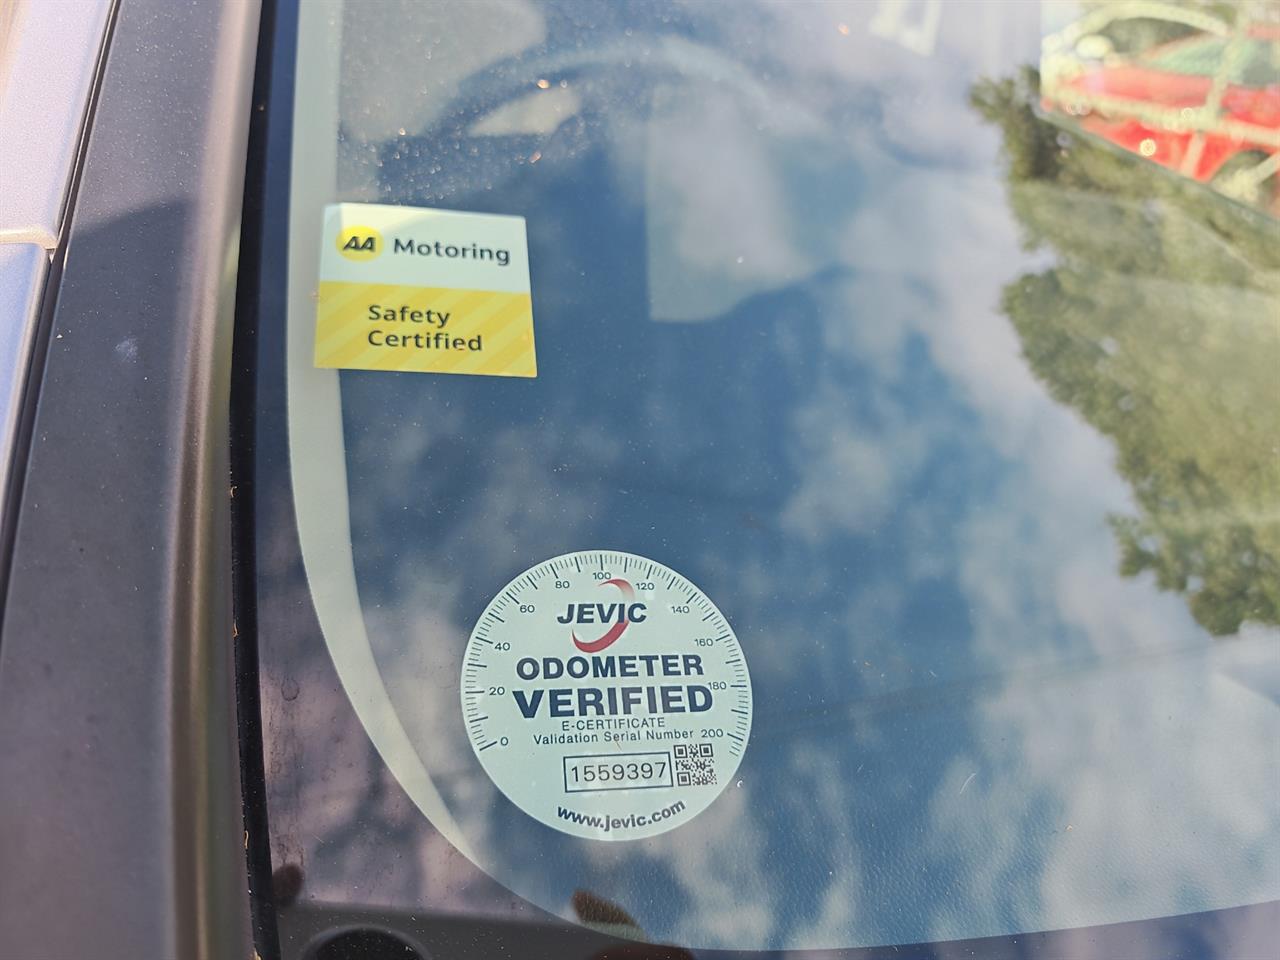 AA Motoring
Safety
Certified
100
80
120
60
JEVIC
140
40
160
ODOMETER
20
VERIFIED
180
E-CERTIFICATE
0
Validation Serial Number
200
1559397
www.jevic.com